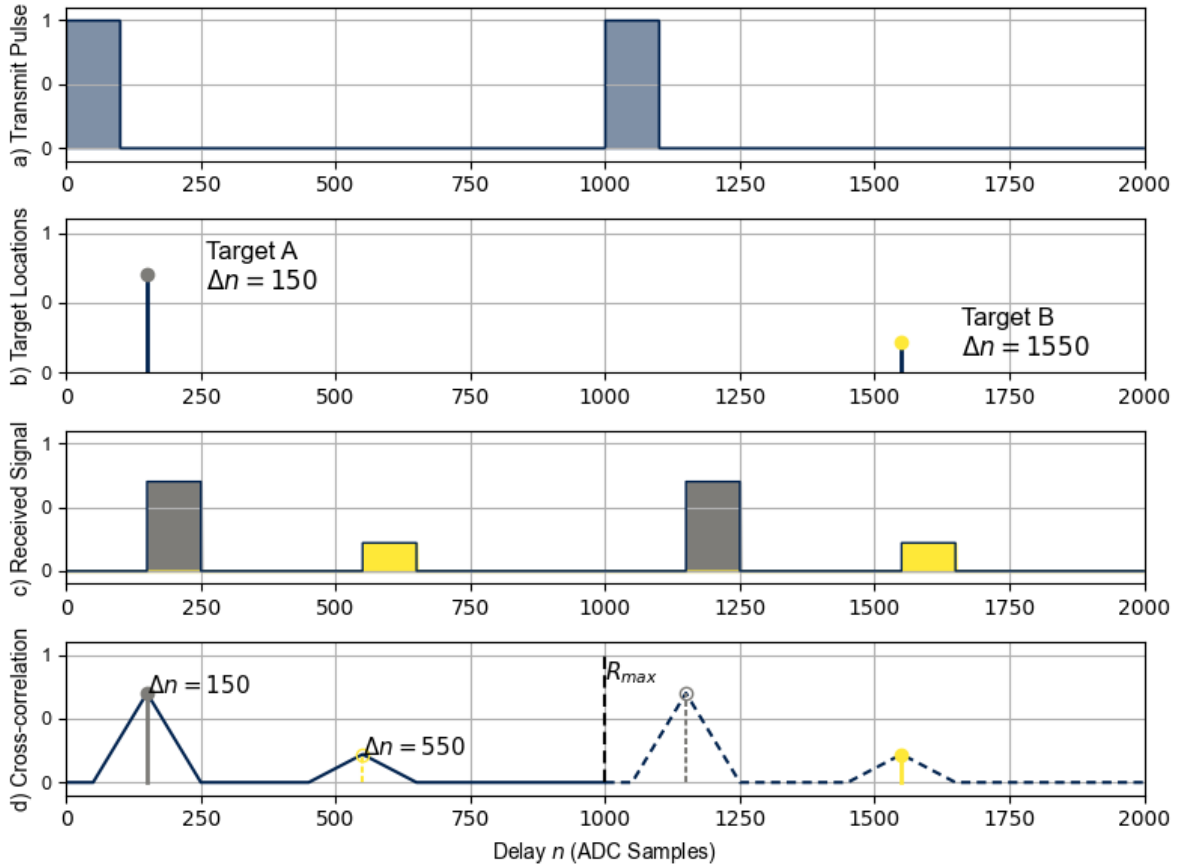 a) Transmit Pulse
1
0
0
0 250 500 750 1000 1250 1500 1750 2000
b) Target Locations
1
0
0
Target A
Δn = 150
Target B
Δn = 1550
0 250 500 750 1000 1250 1500 1750 2000
c) Received Signal
1
0
0
0 250 500 750 1000 1250 1500 1750 2000
d) Cross-correlation
1
0
0
Δn = 150
Δn = 550
R_max
0 250 500 750 1000 1250 1500 1750 2000
Delay n (ADC Samples)